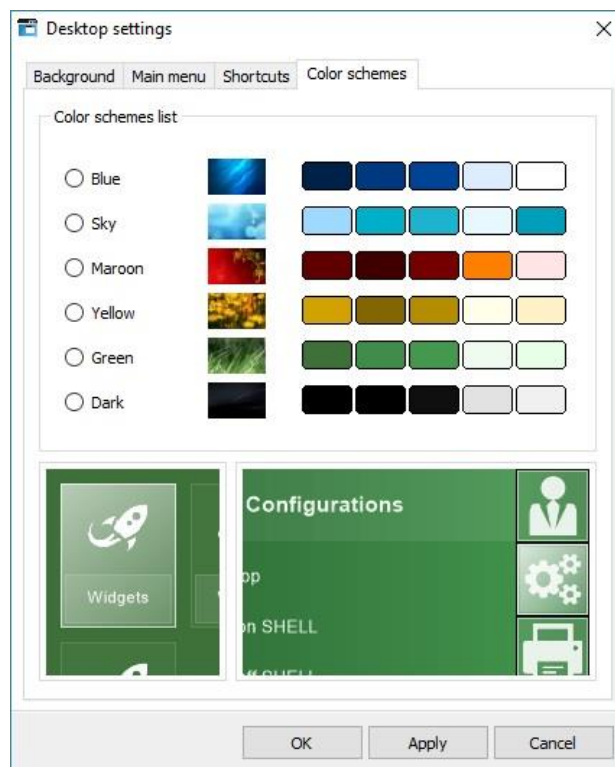 Desktop settings
Background Main menu Shortcuts Color schemes
Color schemes list
Blue
Sky
Maroon
Yellow
Green
Dark
Widgets
Configurations
op
on SHELL
OK Apply Cancel